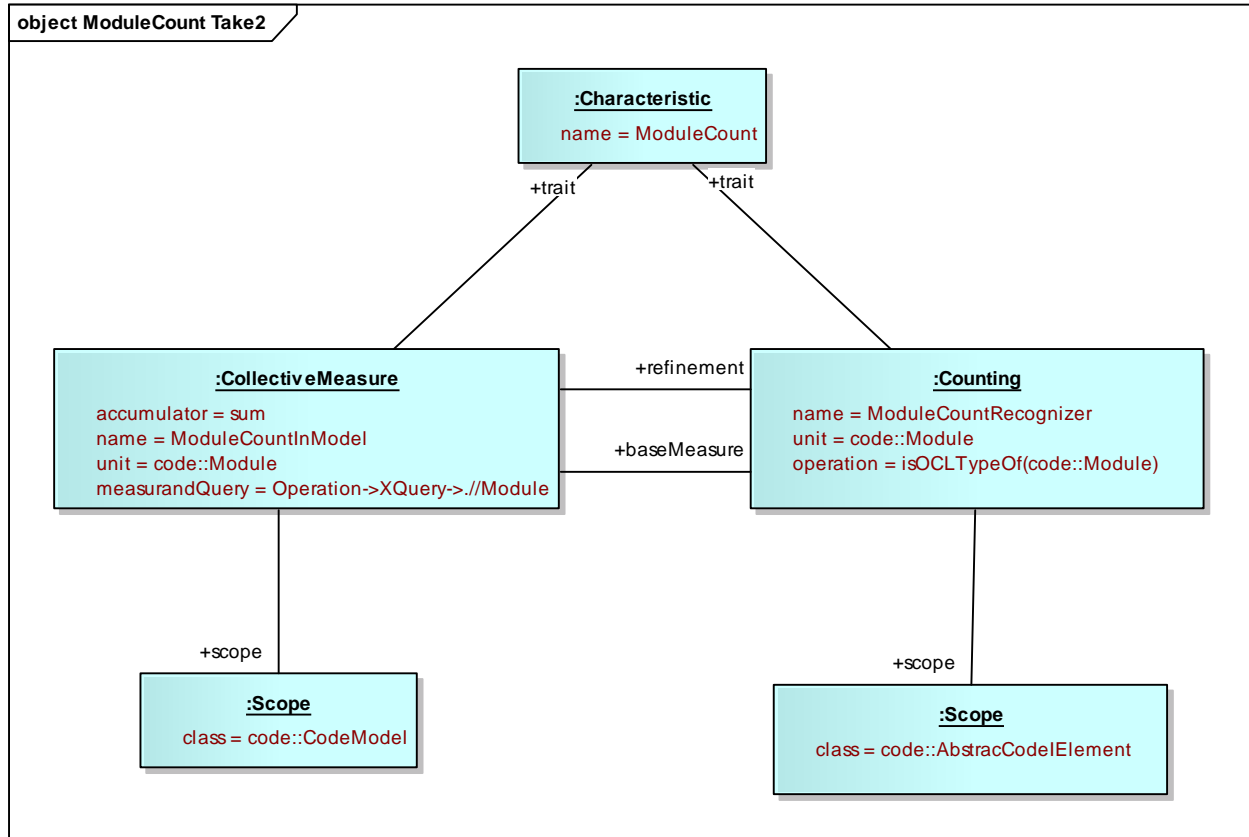 object ModuleCount Take2
:Characteristic
name = ModuleCount
+trait
+trait
:CollectiveMeasure
accumulator = sum
name = ModuleCountInModel
unit = code::Module
measurandQuery = Operation->XQuery->.//Module
+refinement
+baseMeasure
:Counting
name = ModuleCountRecognizer
unit = code::Module
operation = isOCLTypeOf(code::Module)
+scope
+scope
:Scope
class = code::CodeModel
:Scope
class = code::AbstracCodelElement